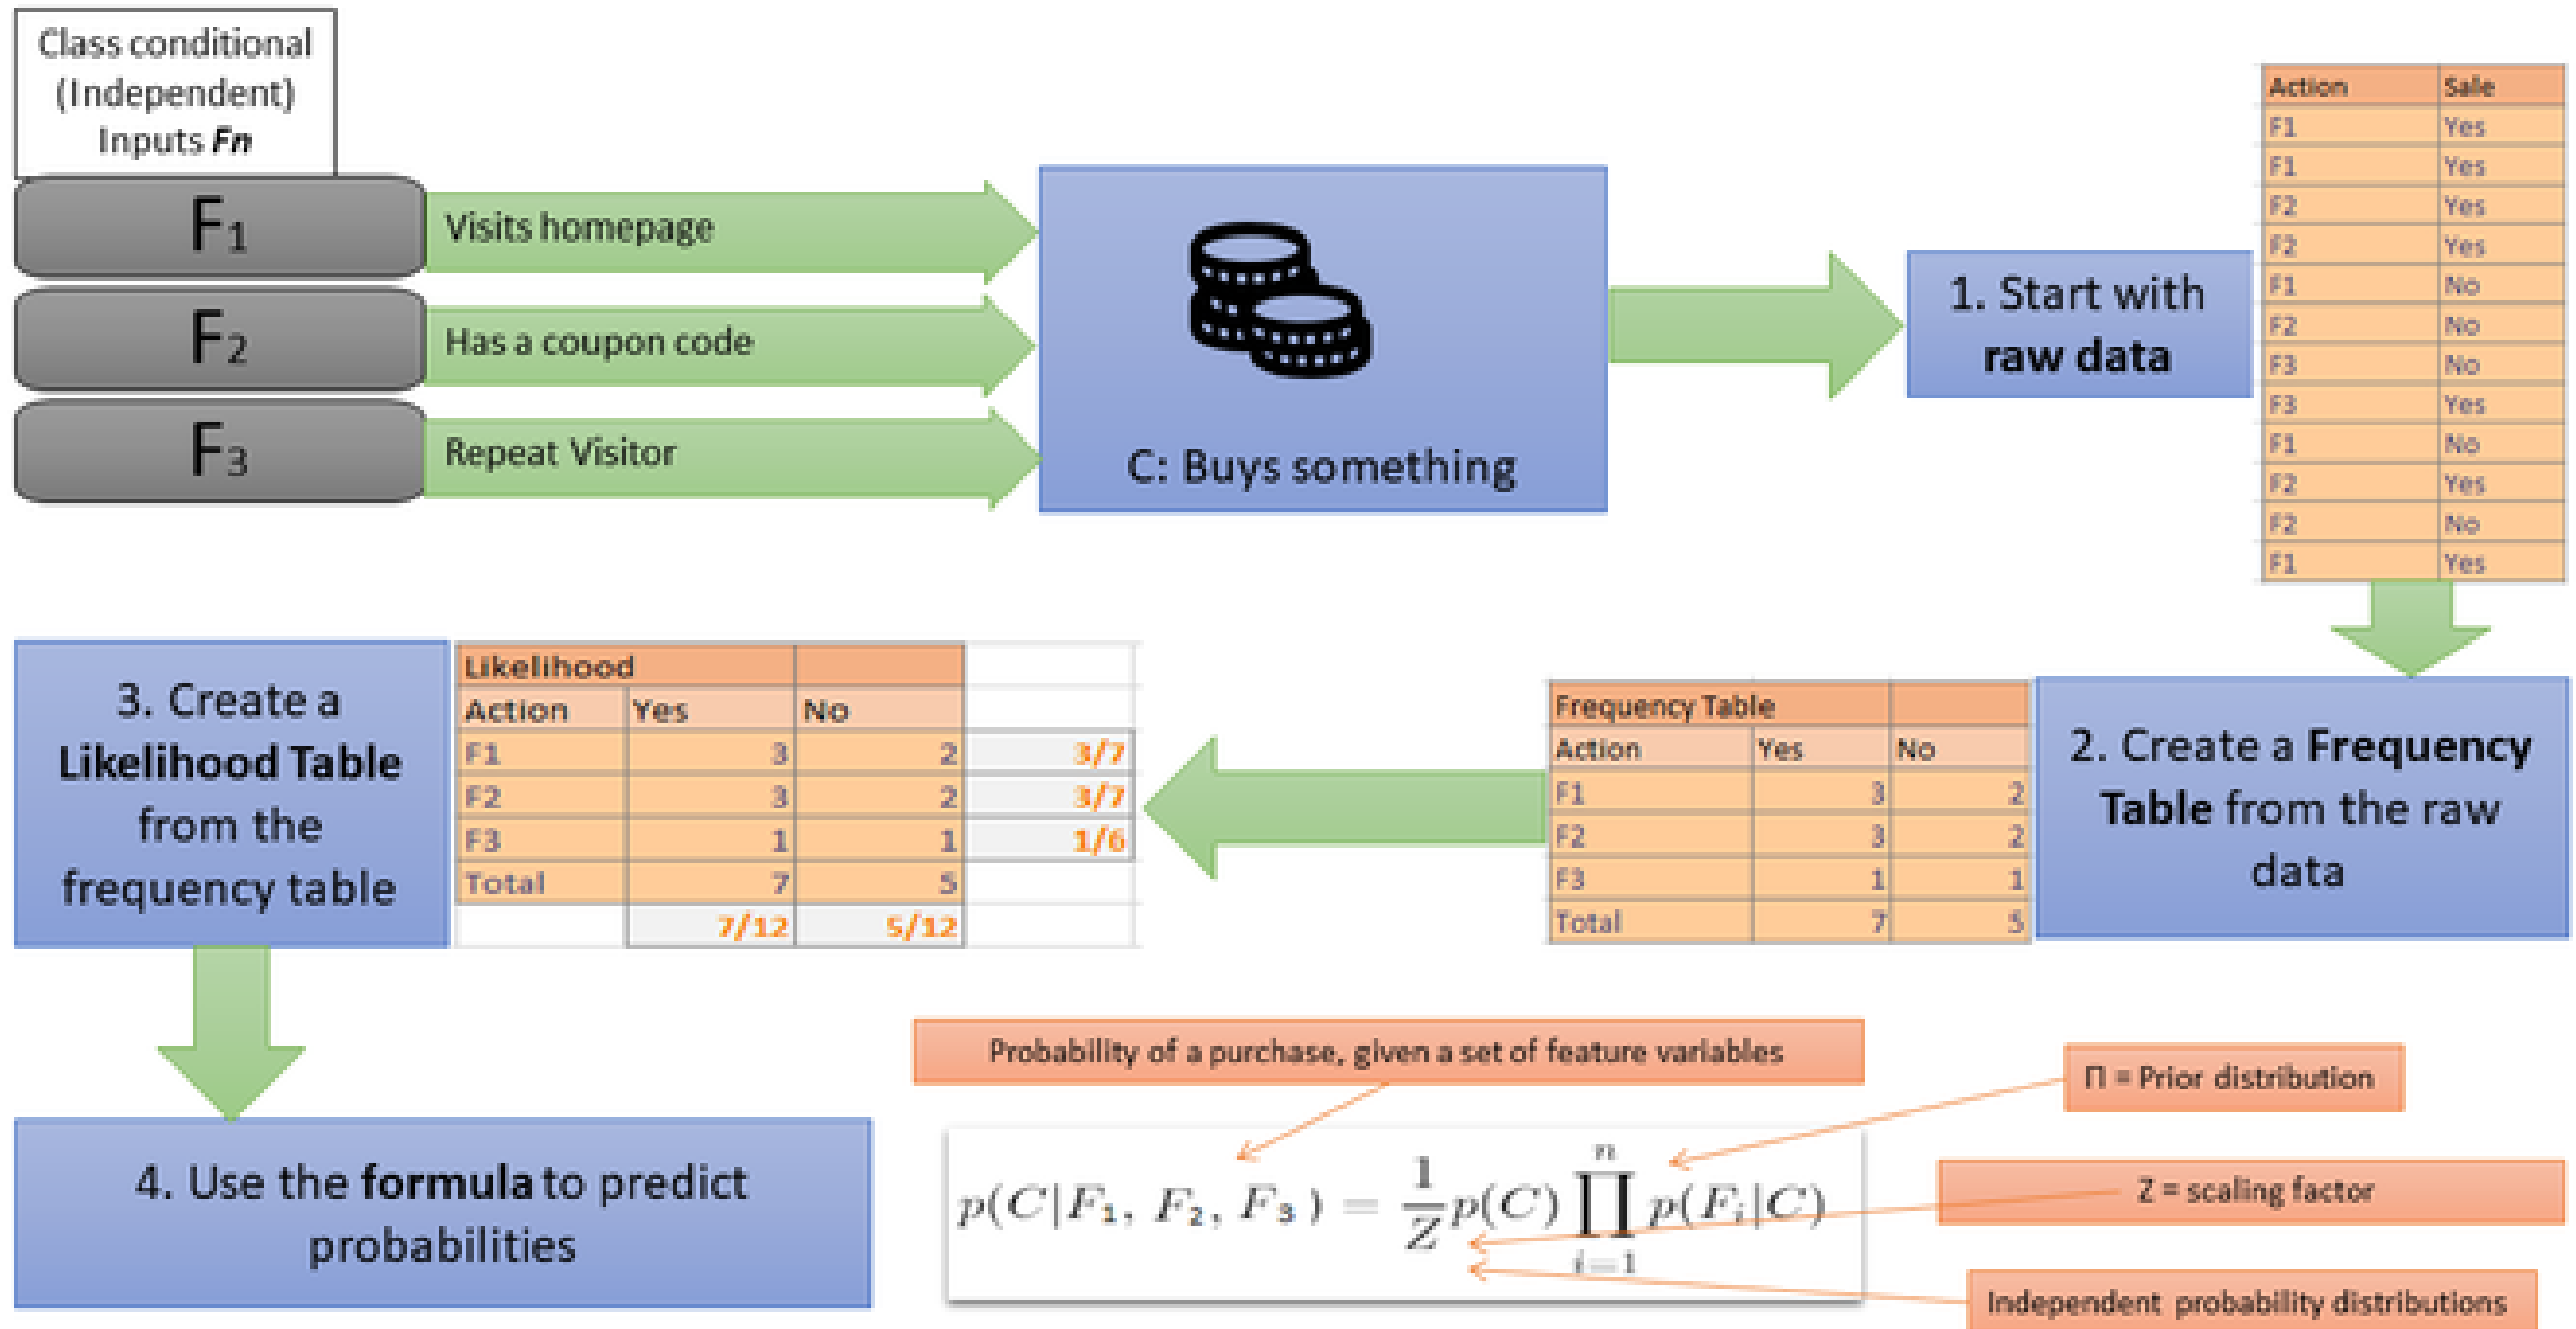 Class conditional
(Independent)
Inputs Fn
F1
Visits homepage
F2
Has a coupon code
F3
Repeat Visitor
C: Buys something
1. Start with
raw data
Action Sale
F1 Yes
F1 Yes
F2 Yes
F2 Yes
F1 No
F2 No
F3 No
F3 Yes
F1 No
F2 Yes
F2 No
F1 Yes
2. Create a Frequency
Table from the raw
data
Frequency Table
Action Yes No
F1 3 2
F2 3 2
F3 1 1
Total 7 5
3. Create a
Likelihood Table
from the
frequency table
Likelihood
Action Yes No
F1 3 2 3/7
F2 3 2 3/7
F3 1 1 1/6
Total 7 5
7/12 5/12
4. Use the formula to predict
probabilities
Probability of a purchase, given a set of feature variables
Π = Prior distribution
Z = scaling factor
Independent probability distributions
p(C|F1, F2, F3) = 1/Z p(C) ∏ n i=1 p(Fi|C)